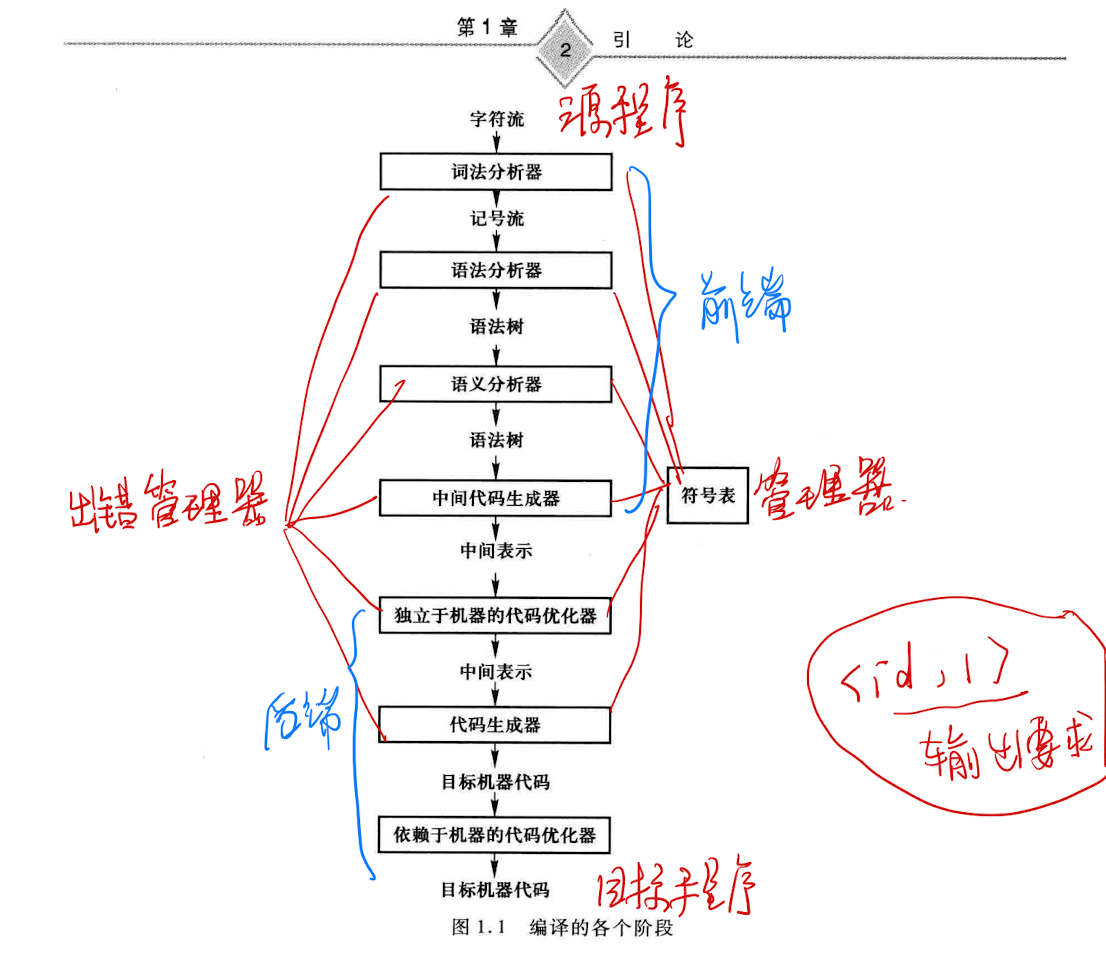 第1章
2
引 论
字符流
源程序
词法分析器
记号流
语法分析器
前端
语法树
语义分析器
语法树
出错管理器
中间代码生成器
符号表
管理器.
中间表示
独立于机器的代码优化器
中间表示
<id,1>
后端
代码生成器
输出要求
目标机器代码
依赖于机器的代码优化器
目标机器代码
目标程序
图 1.1 编译的各个阶段